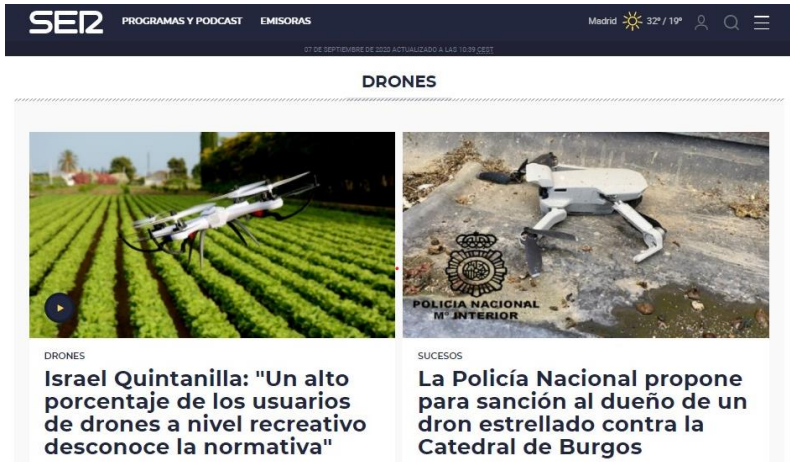 SER PROGRAMAS Y PODCAST EMISORAS Madrid 32º / 19º
07 DE SEPTIEMBRE DE 2020 ACTUALIZADO A LAS 10:39 CEST
DRONES
POLICIA NACIONAL
Mº INTERIOR
DRONES
Israel Quintanilla: "Un alto
porcentaje de los usuarios
de drones a nivel recreativo
desconoce la normativa"
SUCESOS
La Policía Nacional propone
para sanción al dueño de un
dron estrellado contra la
Catedral de Burgos